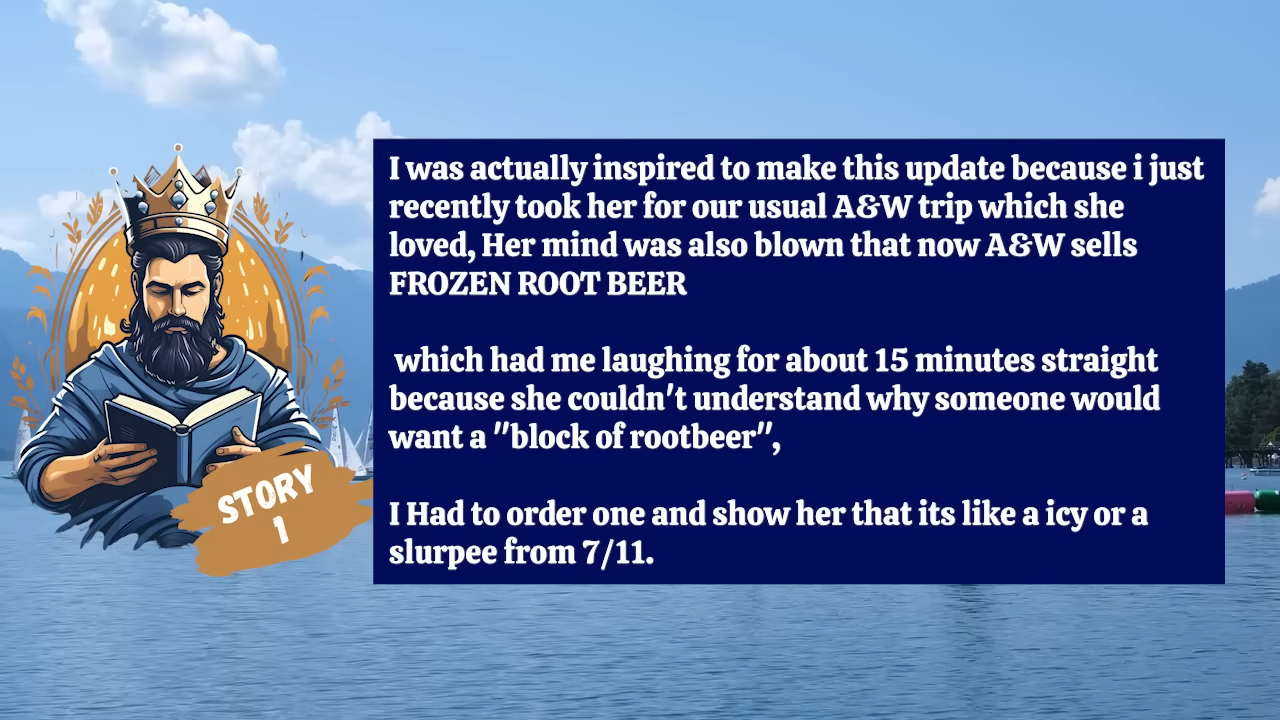 I was actually inspired to make this update because i just
recently took her for our usual A&W trip which she
loved, Her mind was also blown that now A&W sells
FROZEN ROOT BEER
which had me laughing for about 15 minutes straight
because she couldn't understand why someone would
want a "block of rootbeer",
I Had to order one and show her that its like a icy or a
slurpee from 7/11.
STORY
1